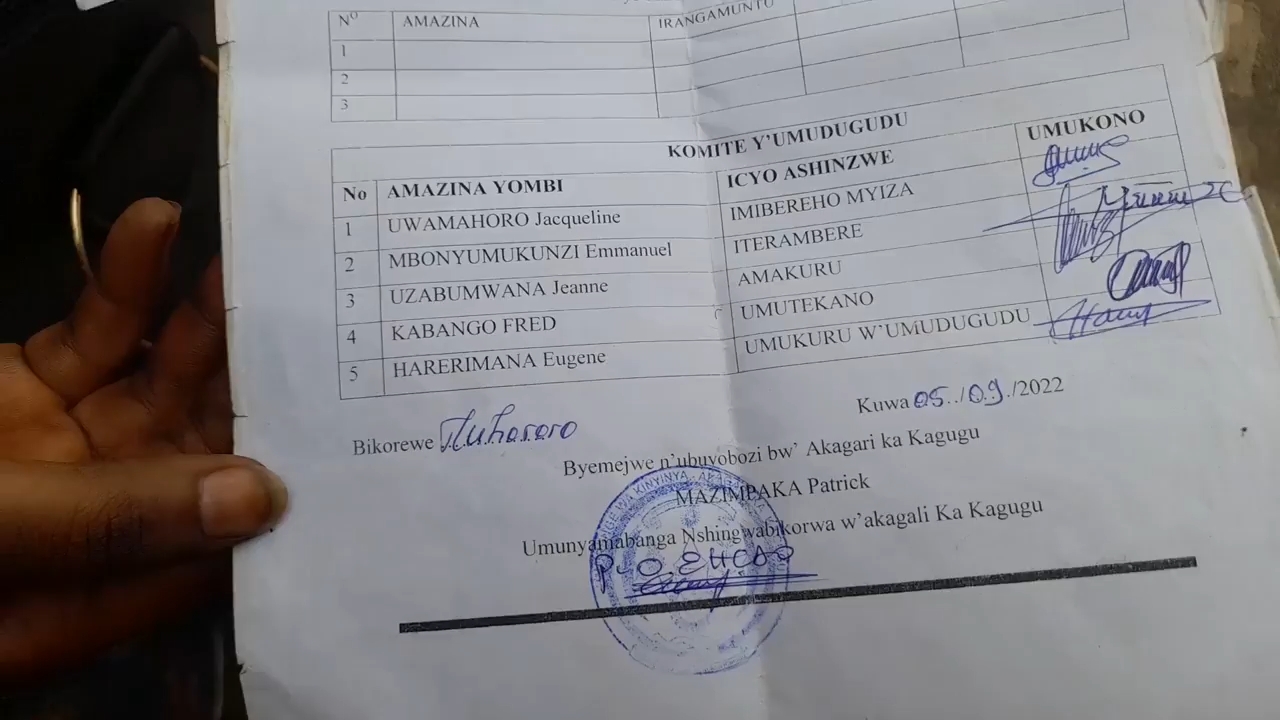 Nº AMAZINA IRANGAMUNTU
1
2
3
KOMITE Y'UMUDUGUDU
No AMAZINA YOMBI ICYO ASHINZWE UMUKONO
1 UWAMAHORO Jacqueline IMIBEREHO MYIZA
2 MBONYUMUKUNZI Emmanuel ITERAMBERE
3 UZABUMWANA Jeanne AMAKURU
4 KABANGO FRED UMUTEKANO
5 HARERIMANA Eugene UMUKURU W'UMUDUGUDU
Bikorewe Kuwa 05../09./2022
Byemejwe n'ubuyobozi bw' Akagari ka Kagugu
MAZIMPAKA Patrick
Umunyamabanga Nshingwabikorwa w'akagali Ka Kagugu